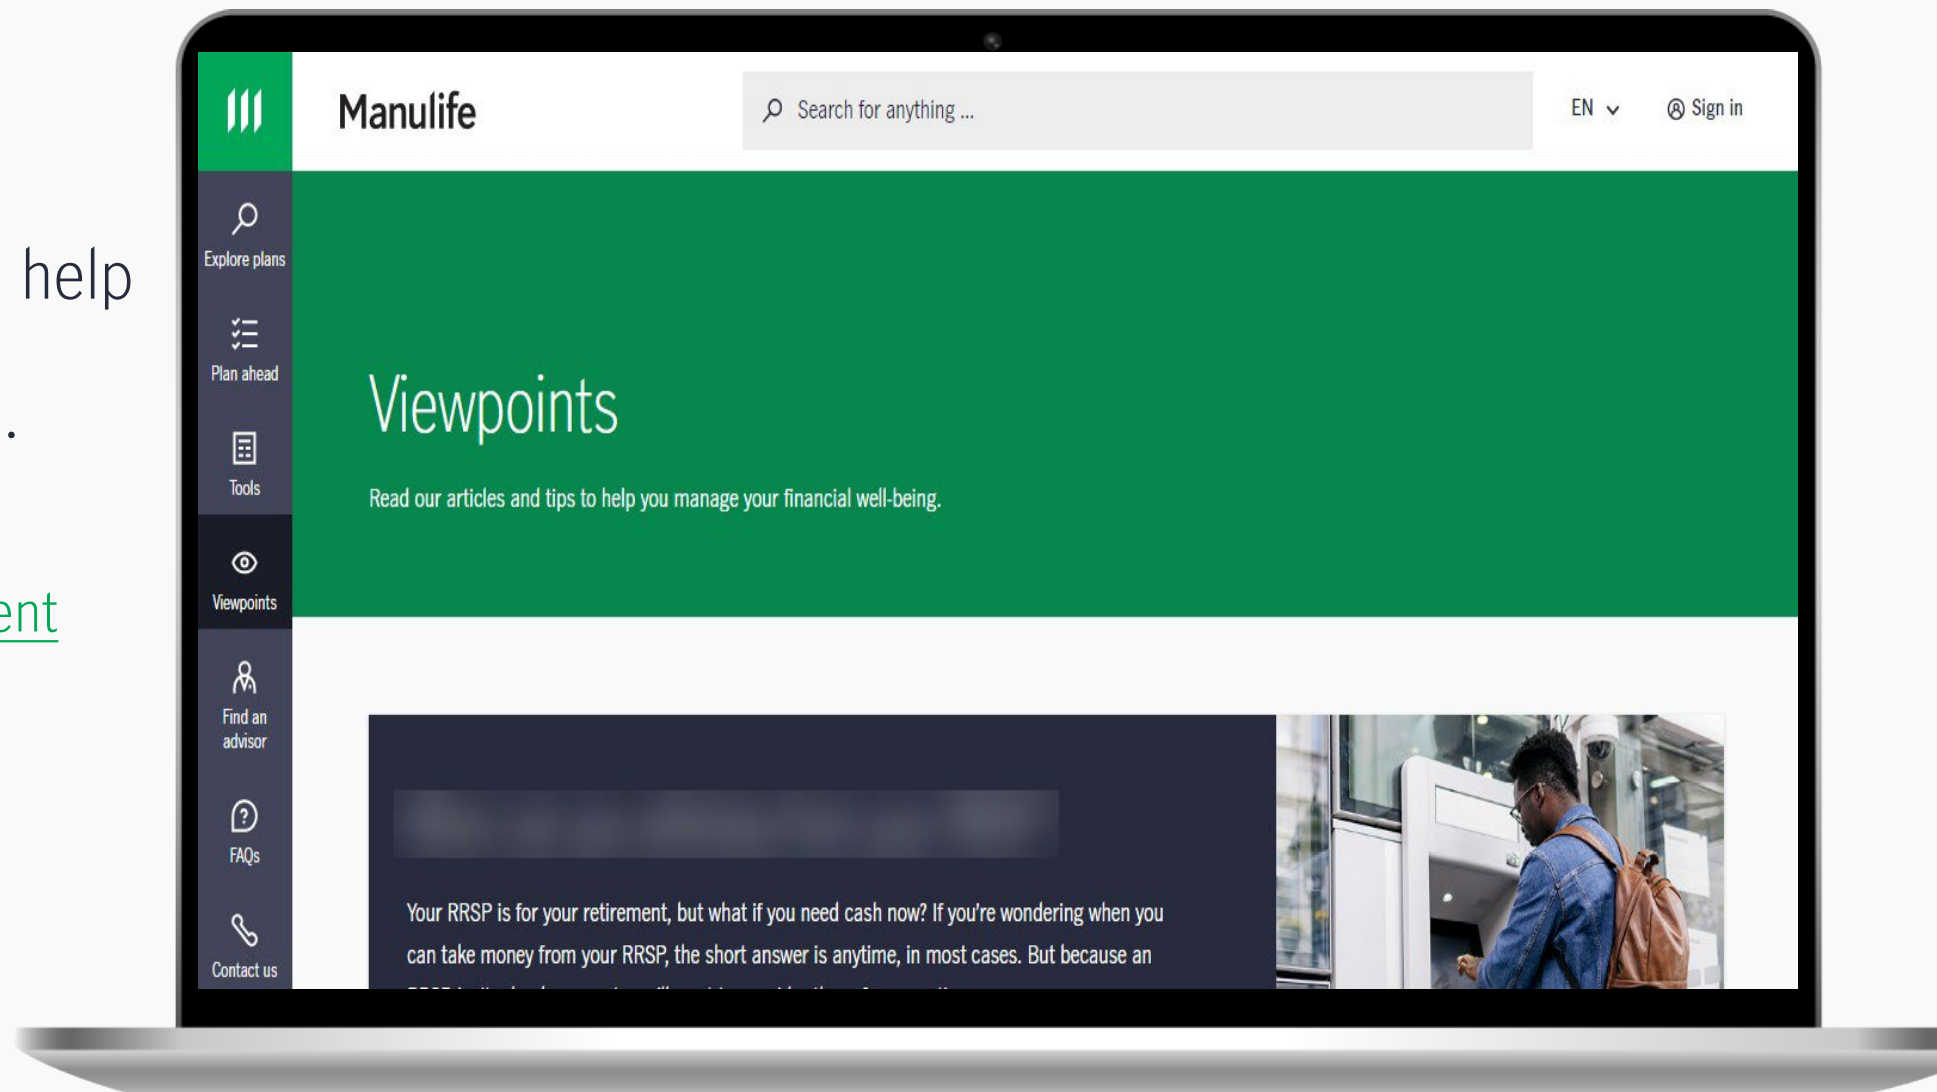 help
.
ent
Manulife
Search for anything ...
EN
Sign in
Explore plans
Plan ahead
Tools
Viewpoints
Find an
advisor
FAQs
Contact us
Viewpoints
Read our articles and tips to help you manage your financial well-being.
Your RRSP is for your retirement, but what if you need cash now? If you're wondering when you
can take money from your RRSP, the short answer is anytime, in most cases. But because an